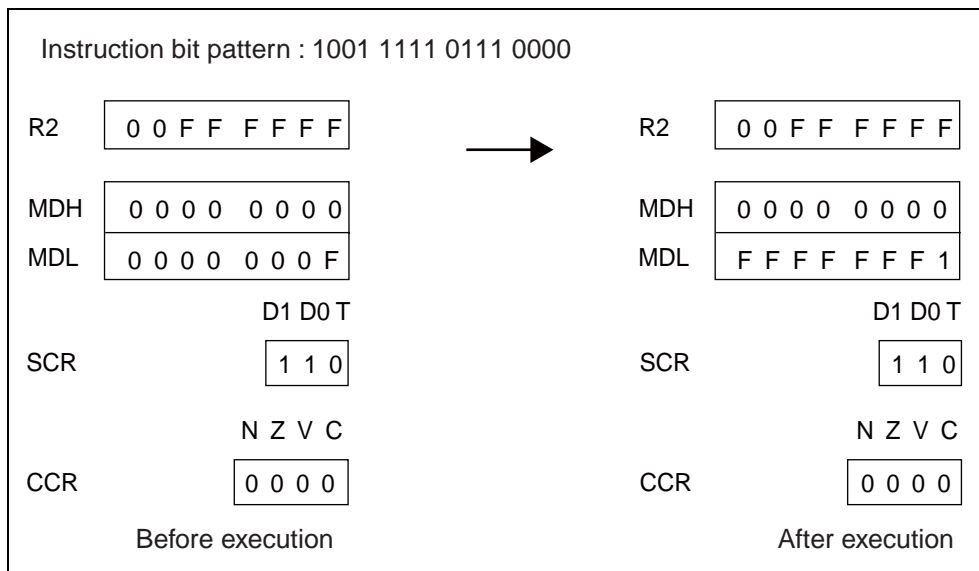 Instruction bit pattern : 1001 1111 0111 0000
R2 0 0 F F F F F F R2 0 0 F F F F F F
MDH 0 0 0 0 0 0 0 0 MDH 0 0 0 0 0 0 0 0
MDL 0 0 0 0 0 0 0 F MDL F F F F F F F 1
D1 D0 T D1 D0 T
SCR 1 1 0 SCR 1 1 0
N Z V C N Z V C
CCR 0 0 0 0 CCR 0 0 0 0
Before execution After execution